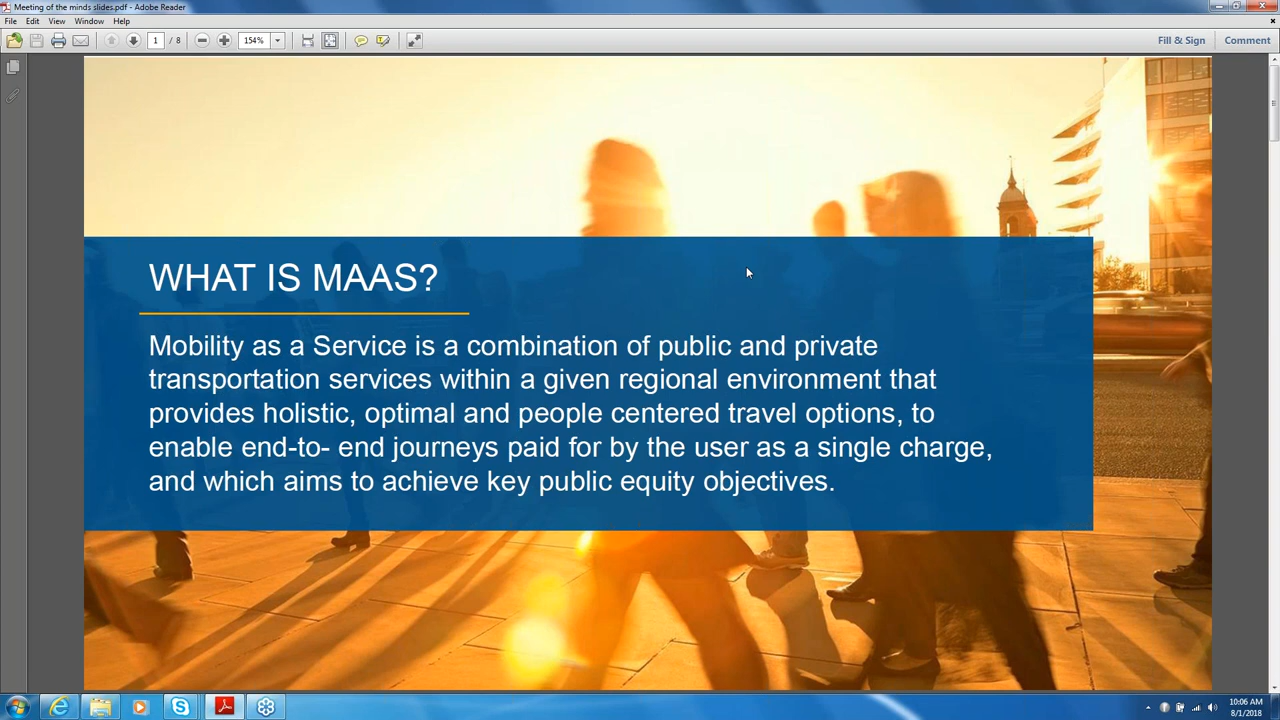 Meeting of the minds slides.pdf - Adobe Reader
File Edit View Window Help
1 / 8 154% Fill & Sign Comment
WHAT IS MAAS?
Mobility as a Service is a combination of public and private
transportation services within a given regional environment that
provides holistic, optimal and people centered travel options, to
enable end-to- end journeys paid for by the user as a single charge,
and which aims to achieve key public equity objectives.
10:06 AM
8/1/2018